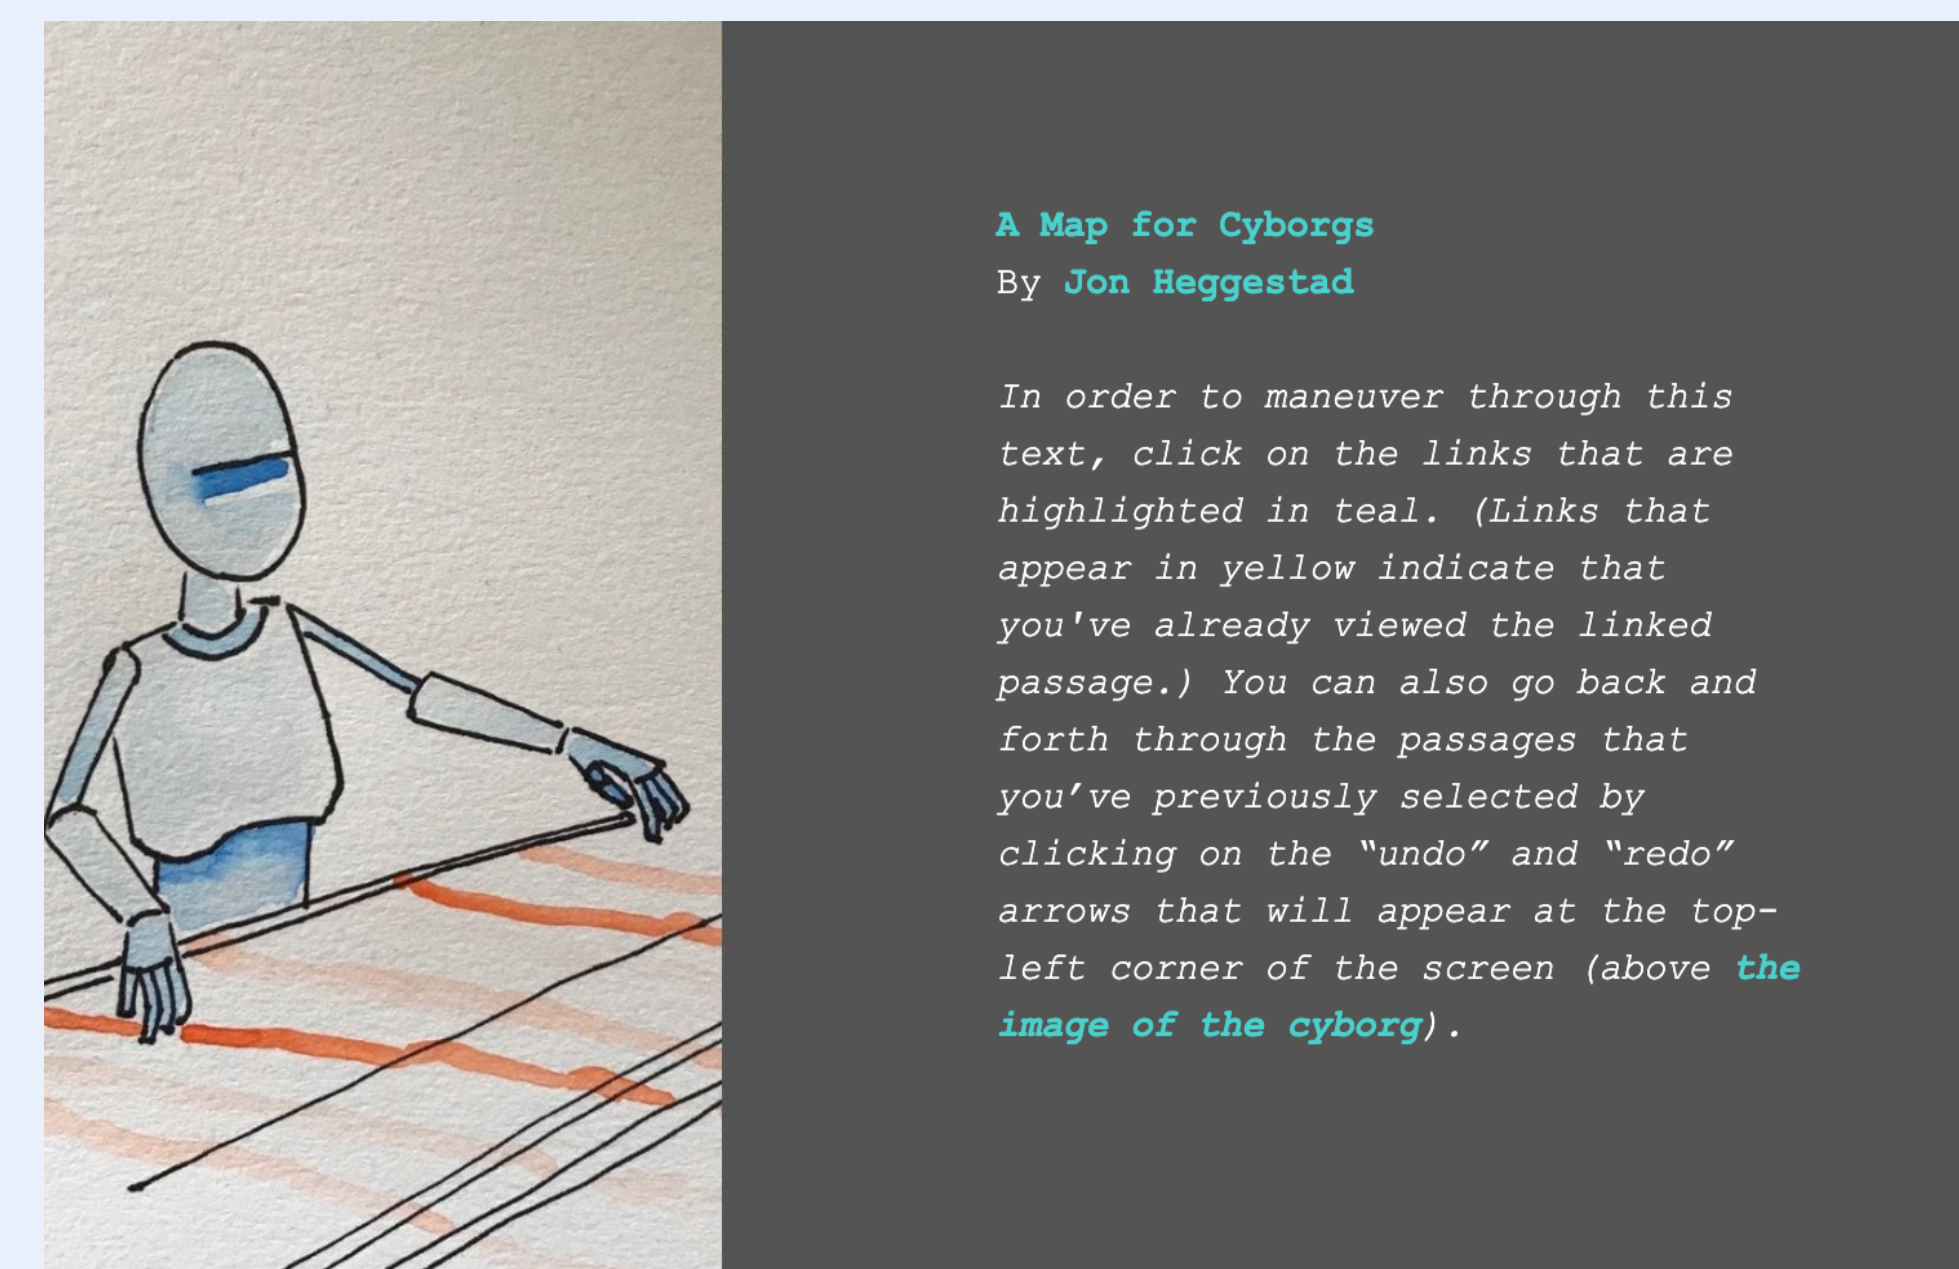 A Map for Cyborgs
By Jon Heggestad
In order to maneuver through this
text, click on the links that are
highlighted in teal. (Links that
appear in yellow indicate that
you've already viewed the linked
passage.) You can also go back and
forth through the passages that
you’ve previously selected by
clicking on the “undo” and “redo”
arrows that will appear at the top-
left corner of the screen (above the
image of the cyborg).